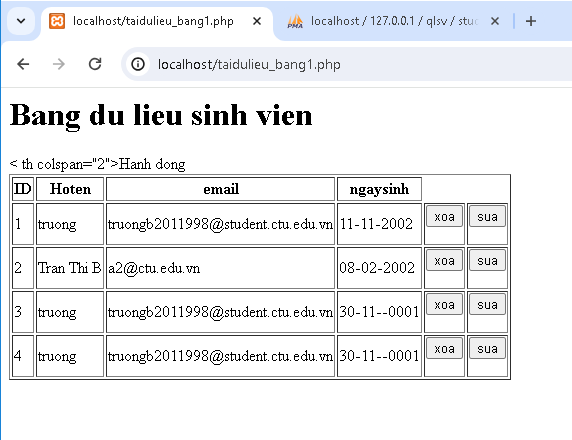 localhost/taidulieu_bang1.php
localhost / 127.0.0.1 / qlsv / stud
localhost/taidulieu_bang1.php
Bang du lieu sinh vien
< th colspan="2">Hanh dong
ID Hoten email ngaysinh
1 truong truongb2011998@student.ctu.edu.vn 11-11-2002 xoa sua
2 Tran Thi B a2@ctu.edu.vn 08-02-2002 xoa sua
3 truong truongb2011998@student.ctu.edu.vn 30-11--0001 xoa sua
4 truong truongb2011998@student.ctu.edu.vn 30-11--0001 xoa sua